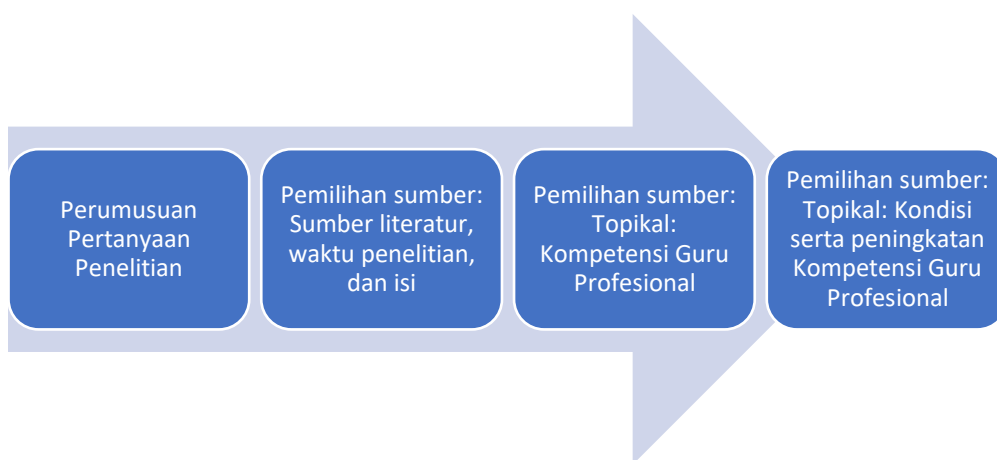 Perumusuan
Pertanyaan
Penelitian
Pemilihan sumber:
Sumber literatur,
waktu penelitian,
dan isi
Pemilihan sumber:
Topikal:
Kompetensi Guru
Profesional
Pemilihan sumber:
Topikal: Kondisi
serta peningkatan
Kompetensi Guru
Profesional